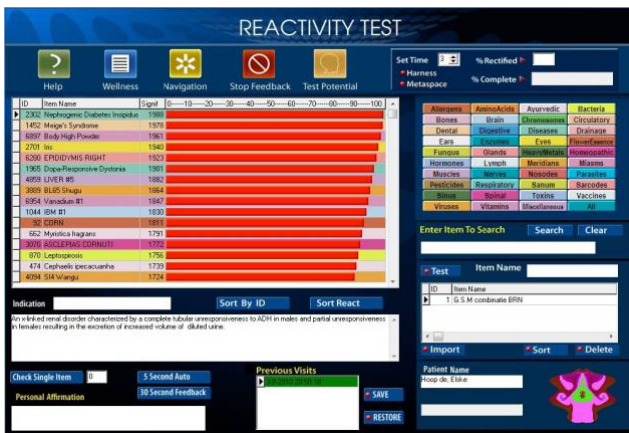 REACTIVITY TEST
Help Wellness Navigation Stop Feedback Test Potential
Set Time 3 % Rectified
Harness
Metaspace % Complete
ID Item Name Signif 0-----10-----20-----30-----40-----50-----60-----70-----80-----90-----100
2302 Nephrogenic Diabetes Insipidus 1988
1452 Meige's Syndrome 1978
6897 Body High Powder 1961
2701 Iris 1940
6280 EPIDIDYMIS RIGHT 1923
1965 Dopa-Responsive Dystonia 1901
4859 LIVER #5 1882
3889 BL65 Shugu 1864
6954 Vanadium #1 1847
1044 IBM #1 1830
92 CORN 1811
662 Myristica fragrans 1791
3070 ASCLEPIAS CORNUTI 1772
870 Leptospirosis 1756
474 Cephaelis ipecacuanha 1739
4094 SI4 Wangu 1724
Allergens AminoAcids Ayurvedic Bacteria
Bones Brain Chromosomes Circulatory
Dental Digestive Diseases Drainage
Ears Enzymes Eyes FlowerEssence
Fungus Glands HeavyMetals Homeopathic
Hormones Lymph Meridians Miasms
Muscles Nerves Nosodes Parasites
Pesticides Respiratory Sanum Sarcodes
Sinus Spinal Toxins Vaccines
Viruses Vitamins Miscellaneous All
Enter Item To Search Search Clear
Test Item Name
ID Item Name
1 G.S.M combinatie BRN
Import Sort Delete
Indication Sort By ID Sort React
An x-linked renal disorder characterized by a complete tubular unresponsiveness to ADH in males and partial unresponsiveness
in females resulting in the excretion of increased volume of diluted urine.
Check Single Item 0 5 Second Auto
30 Second Feedback
Personal Affirmation
Previous Visits
SAVE
RESTORE
Patient Name
Hoop de, Elske